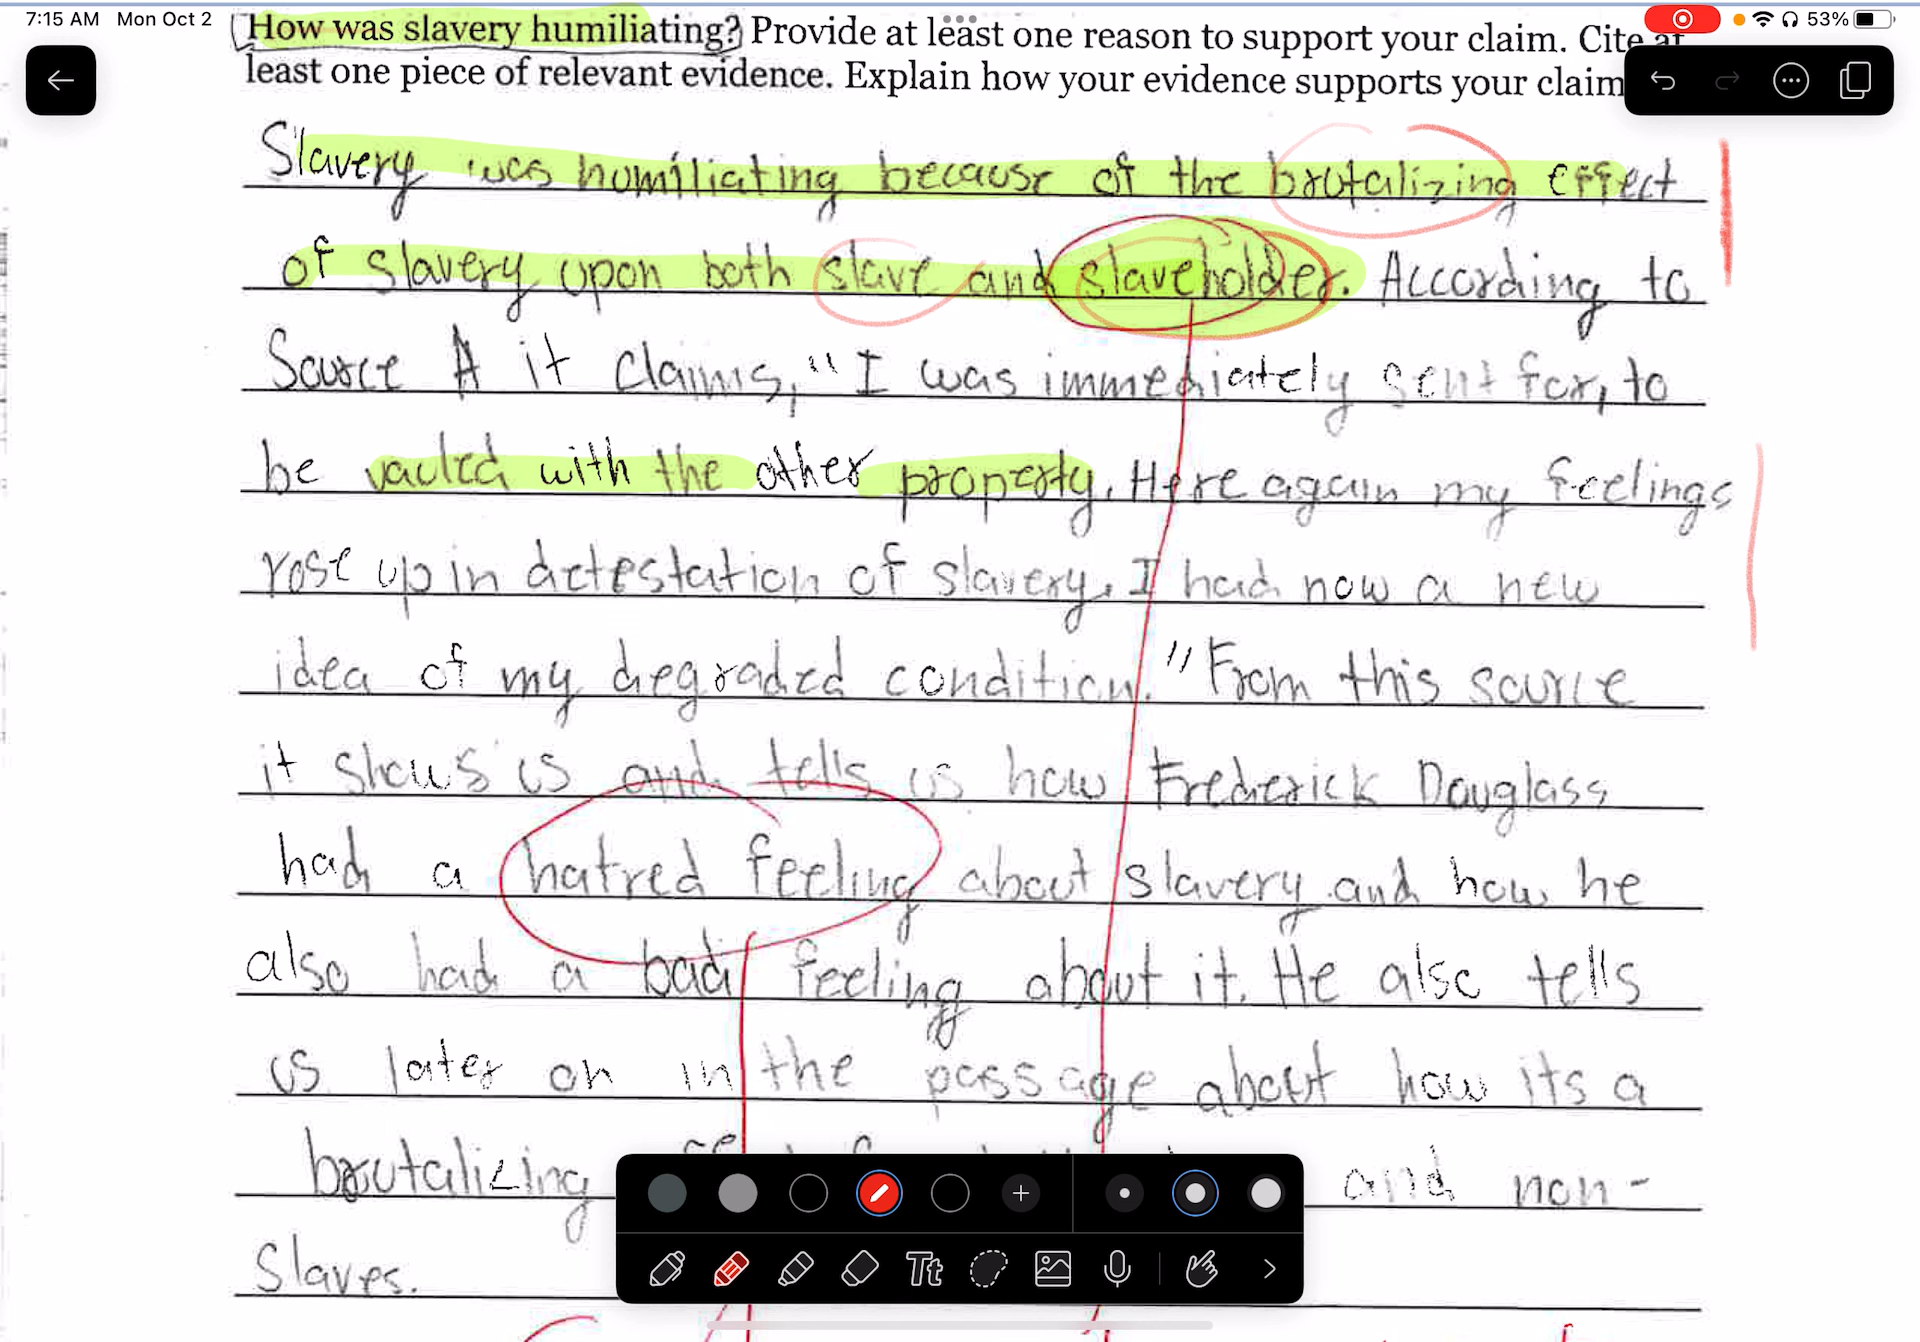 7:15 AM Mon Oct 2
53%
How was slavery humiliating? Provide at least one reason to support your claim. Cite at
least one piece of relevant evidence. Explain how your evidence supports your claim
Slavery was humiliating because of the brutalizing effect
of slavery upon both slave and slaveholder. According to
Source A it claims, "I was immediately sent for, to
be valued with the other property. Here again my feelings
rose up in detestation of slavery. I had now a new
idea of my degraded condition." From this source
it shows us and tells us how Frederick Douglass
had a hatred feeling about slavery and how he
also had a bad feeling about it. He also tells
us later on in the passage about how its a
brutalizing and non-
Slaves.
Tt